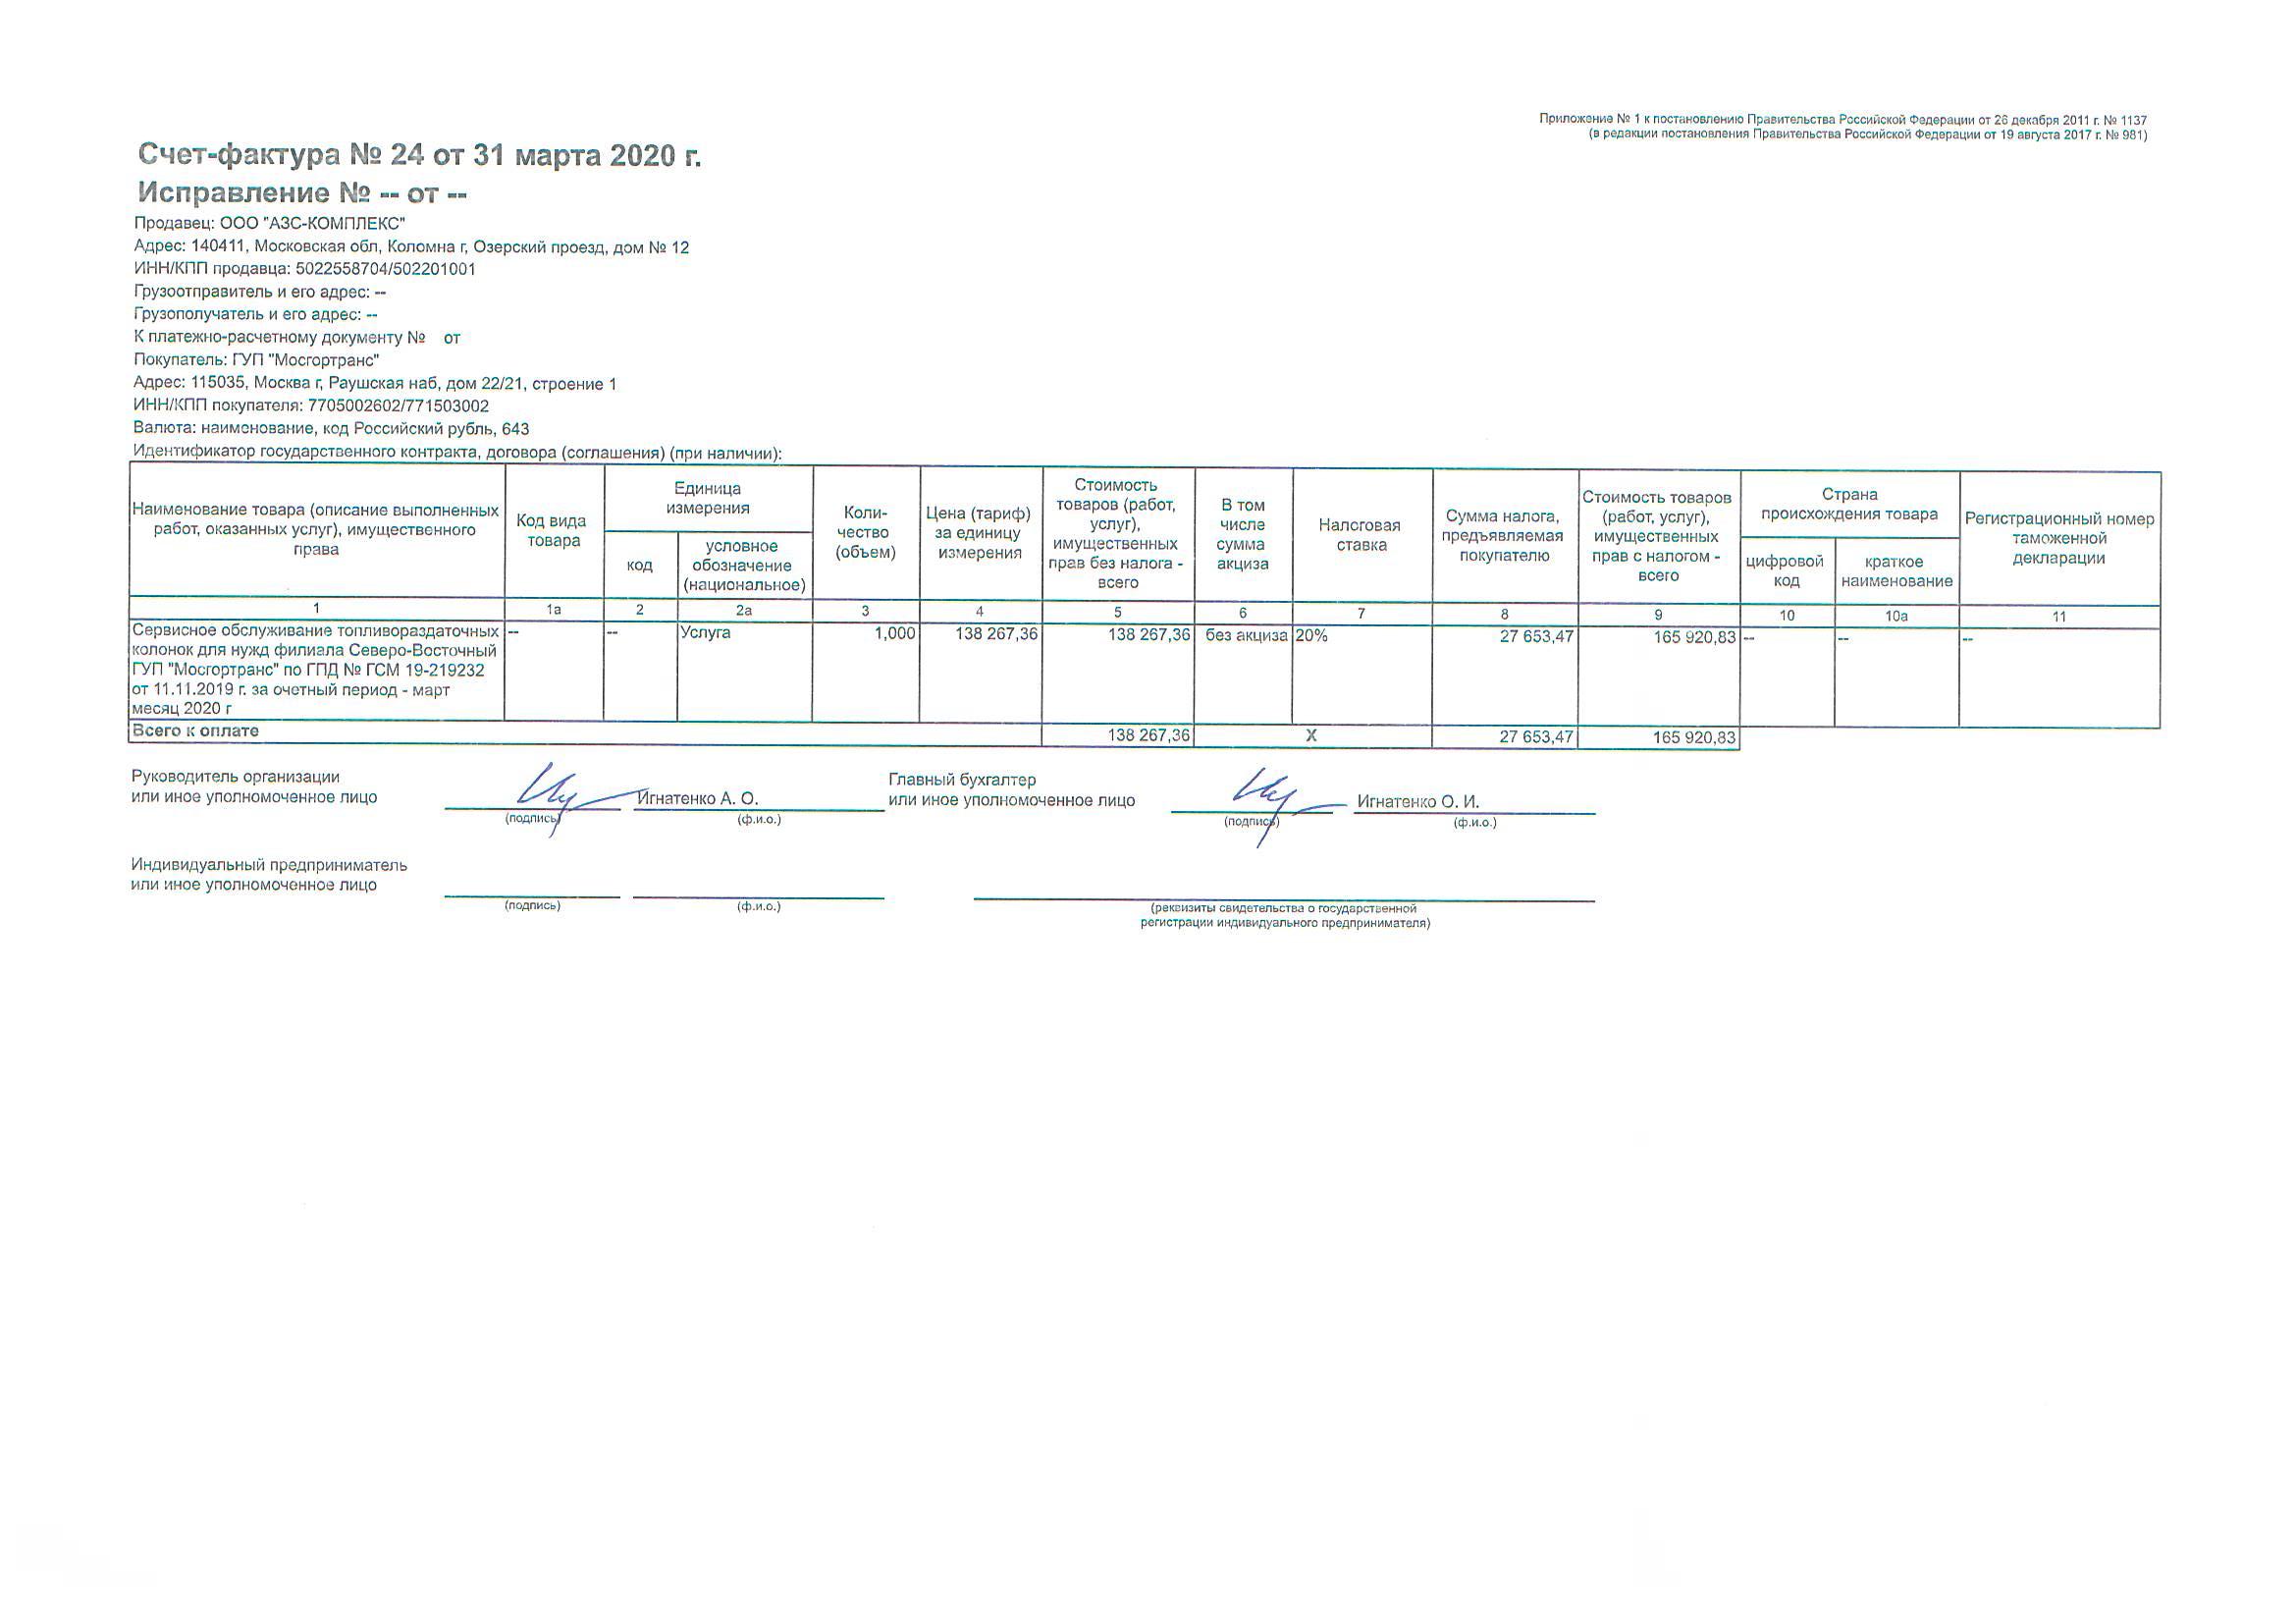 Приложение № 1 к постановлению Правительства Российской Федерации от 26 декабря 2011 г. № 1137
(в редакции постановления Правительства Российской Федерации от 19 августа 2017 г. № 981)
Счет-фактура № 24 от 31 марта 2020 г.
Исправление № -- от --
Продавец: ООО "АЗС-КОМПЛЕКС"
Адрес: 140411, Московская обл, Коломна г, Озерский проезд, дом № 12
ИНН/КПП продавца: 5022558704/502201001
Грузоотправитель и его адрес: --
Грузополучатель и его адрес: --
К платежно-расчетному документу № от
Покупатель: ГУП "Мосгортранс"
Адрес: 115035, Москва г, Раушская наб, дом 22/21, строение 1
ИНН/КПП покупателя: 7705002602/771503002
Валюта: наименование, код Российский рубль, 643
Идентификатор государственного контракта, договора (соглашения) (при наличии):
Наименование товара (описание выполненных
работ, оказанных услуг), имущественного
права
Код вида
товара
Единица
измерения
код
условное
обозначение
(национальное)
Коли-
чество
(объем)
Цена (тариф)
за единицу
измерения
Стоимость
товаров (работ,
услуг),
имущественных
прав без налога -
всего
В том
числе
сумма
акциза
Налоговая
ставка
Сумма налога,
предъявляемая
покупателю
Стоимость товаров
(работ, услуг),
имущественных
прав с налогом -
всего
Страна
происхождения товара
цифровой
код
краткое
наименование
Регистрационный номер
таможенной
декларации
1 1а 2 2а 3 4 5 6 7 8 9 10 10а 11
Сервисное обслуживание топливораздаточных
колонок для нужд филиала Северо-Восточный
ГУП "Мосгортранс" по ГПД № ГСМ 19-219232
от 11.11.2019 г. за очетный период - март
месяц 2020 г
-- -- Услуга 1,000 138 267,36 138 267,36 без акциза 20% 27 653,47 165 920,83 -- -- --
Всего к оплате 138 267,36 Х 27 653,47 165 920,83
Руководитель организации
или иное уполномоченное лицо
Игнатенко А. О.
(подпись) (ф.и.о.)
Главный бухгалтер
или иное уполномоченное лицо
Игнатенко О. И.
(подпись) (ф.и.о.)
Индивидуальный предприниматель
или иное уполномоченное лицо
(подпись) (ф.и.о.)
(реквизиты свидетельства о государственной
регистрации индивидуального предпринимателя)